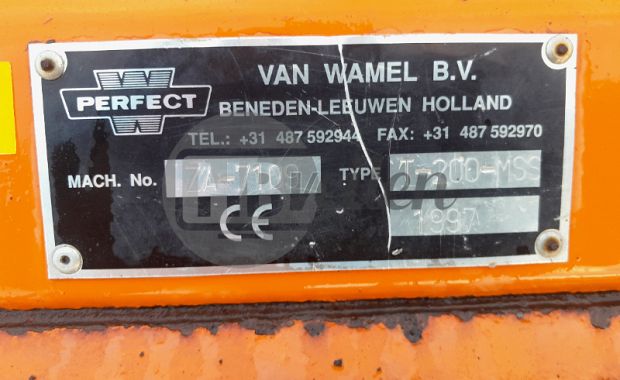 W
PERFECT
W
VAN WAMEL B.V.
BENEDEN-LEEUWEN HOLLAND
TEL.: +31 487 592944 FAX: +31 487 592970
MACH. No. TYPE
CE
1997